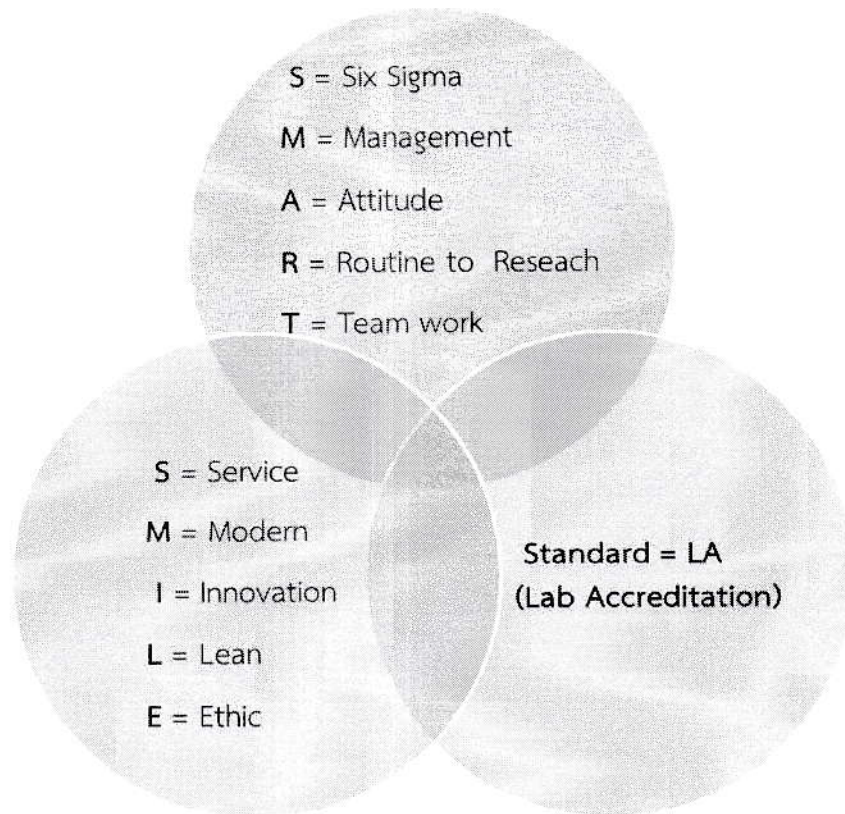 S = Six Sigma
M = Management
A = Attitude
R = Routine to Reseach
T = Team work
S = Service
M = Modern
I = Innovation
L = Lean
E = Ethic
Standard = LA
(Lab Accreditation)